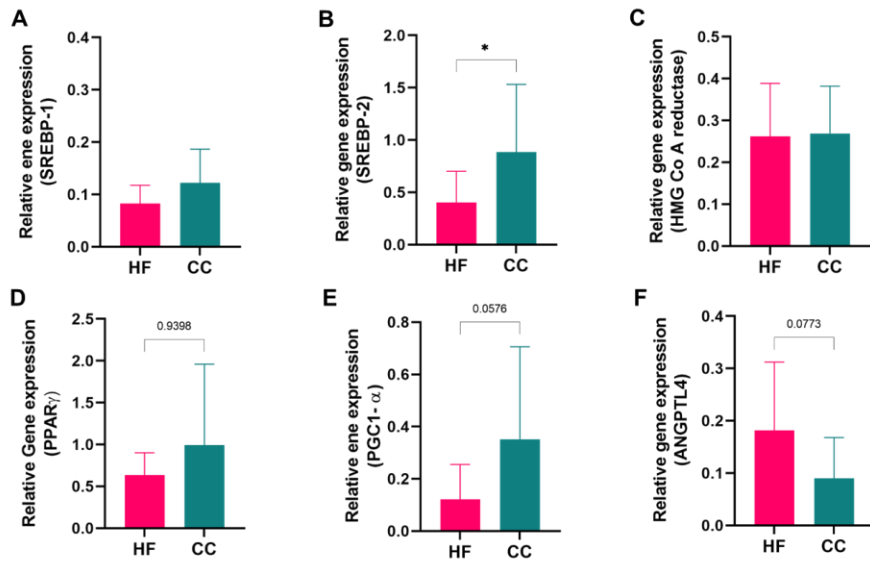 A
Relative ene expression
(SREBP-1)
0.4
0.3
0.2
0.1
0.0
HF CC
B
Relative gene expression
(SREBP-2)
2.0
1.5
1.0
0.5
0.0
*
HF CC
C
Relative gene expression
(HMG Co A reductase)
0.5
0.4
0.3
0.2
0.1
0.0
HF CC
D
Relative Gene expression
(PPARγ)
2.5
2.0
1.5
1.0
0.5
0.0
0.9398
HF CC
E
Relative ene expression
(PGC1- α)
0.8
0.6
0.4
0.2
0.0
0.0576
HF CC
F
Relative gene expression
(ANGPTL4)
0.4
0.3
0.2
0.1
0.0
0.0773
HF CC